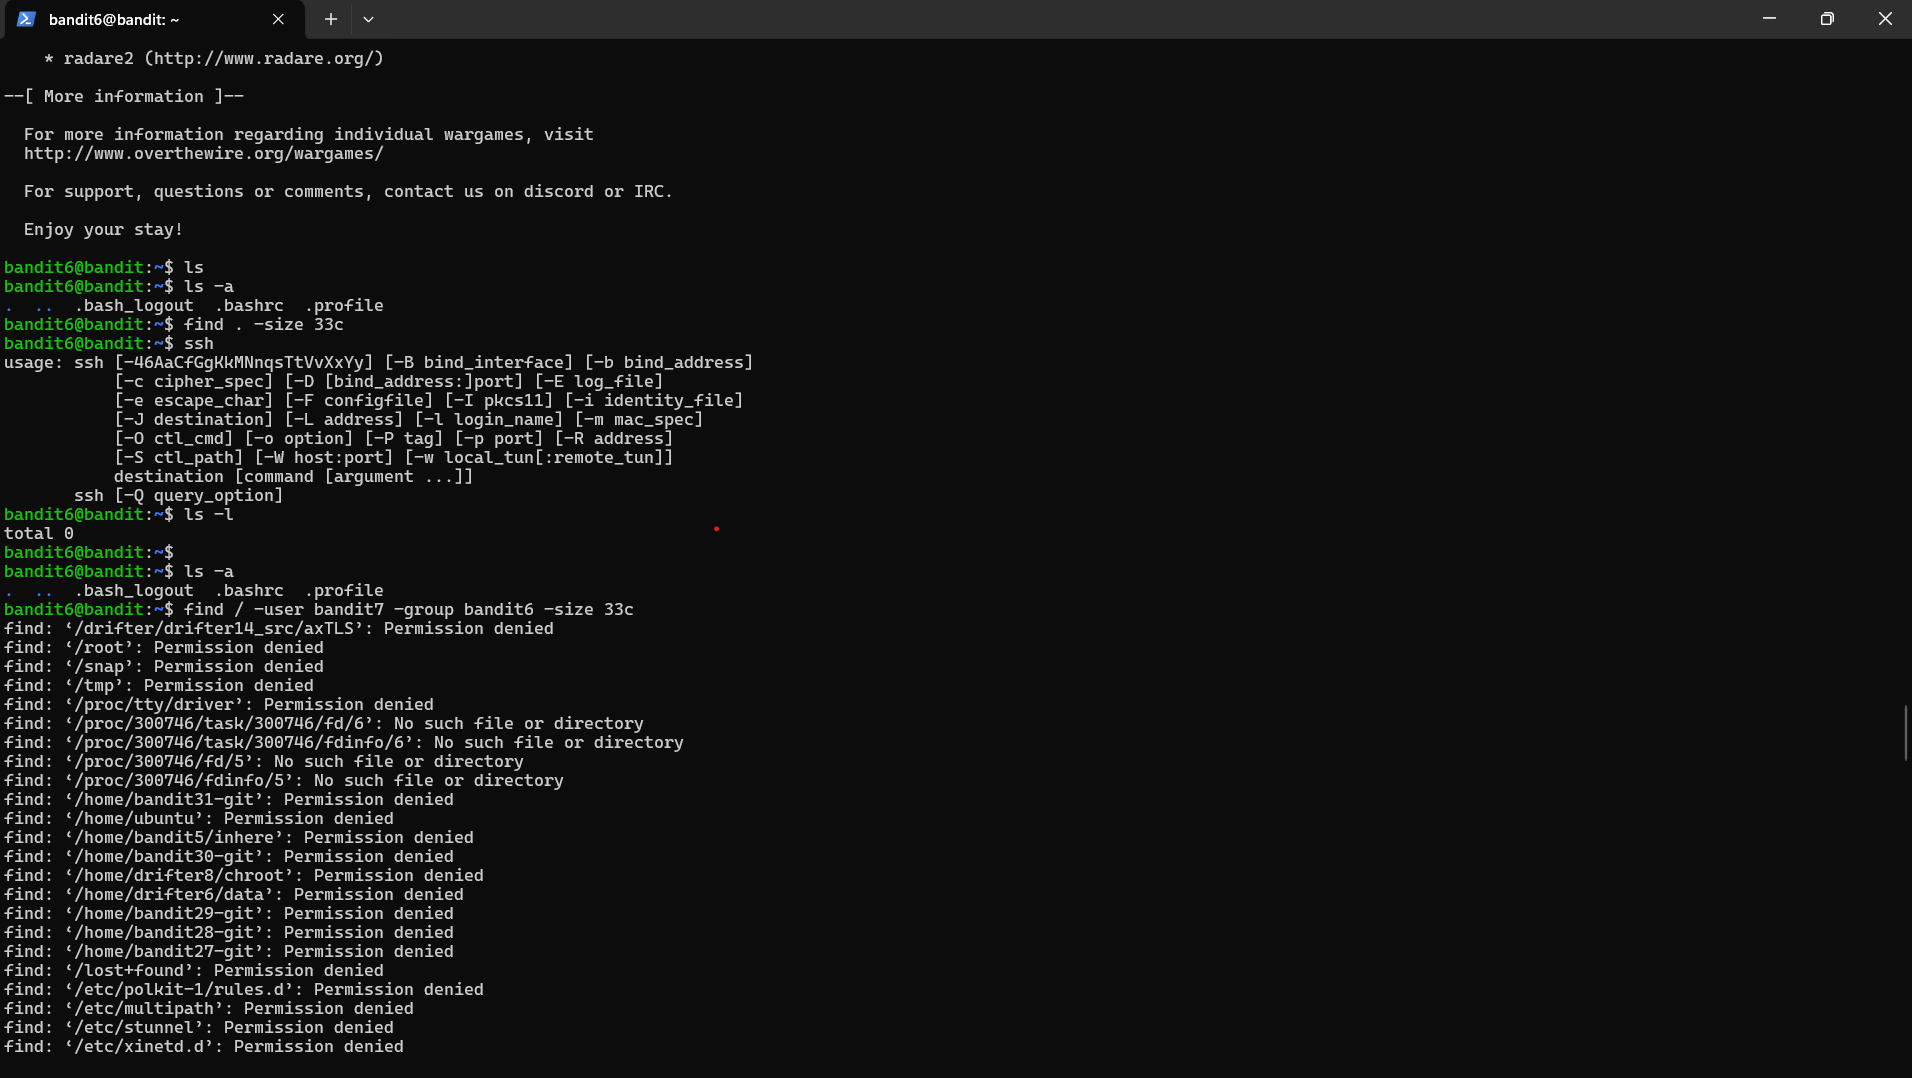 bandit6@bandit: ~
* radare2 (http://www.radare.org/)
--[ More information ]--
For more information regarding individual wargames, visit
http://www.overthewire.org/wargames/
For support, questions or comments, contact us on discord or IRC.
Enjoy your stay!
bandit6@bandit:~$ ls
bandit6@bandit:~$ ls -a
.  ..  .bash_logout  .bashrc  .profile
bandit6@bandit:~$ find . -size 33c
bandit6@bandit:~$ ssh
usage: ssh [-46AaCfGgKkMNnqsTtVvXxYy] [-B bind_interface] [-b bind_address]
[-c cipher_spec] [-D [bind_address:]port] [-E log_file]
[-e escape_char] [-F configfile] [-I pkcs11] [-i identity_file]
[-J destination] [-L address] [-l login_name] [-m mac_spec]
[-O ctl_cmd] [-o option] [-P tag] [-p port] [-R address]
[-S ctl_path] [-W host:port] [-w local_tun[:remote_tun]]
destination [command [argument ...]]
ssh [-Q query_option]
bandit6@bandit:~$ ls -l
total 0
bandit6@bandit:~$
bandit6@bandit:~$ ls -a
.  ..  .bash_logout  .bashrc  .profile
bandit6@bandit:~$ find / -user bandit7 -group bandit6 -size 33c
find: ‘/drifter/drifter14_src/axTLS’: Permission denied
find: ‘/root’: Permission denied
find: ‘/snap’: Permission denied
find: ‘/tmp’: Permission denied
find: ‘/proc/tty/driver’: Permission denied
find: ‘/proc/300746/task/300746/fd/6’: No such file or directory
find: ‘/proc/300746/task/300746/fdinfo/6’: No such file or directory
find: ‘/proc/300746/fd/5’: No such file or directory
find: ‘/proc/300746/fdinfo/5’: No such file or directory
find: ‘/home/bandit31-git’: Permission denied
find: ‘/home/ubuntu’: Permission denied
find: ‘/home/bandit5/inhere’: Permission denied
find: ‘/home/bandit30-git’: Permission denied
find: ‘/home/drifter8/chroot’: Permission denied
find: ‘/home/drifter6/data’: Permission denied
find: ‘/home/bandit29-git’: Permission denied
find: ‘/home/bandit28-git’: Permission denied
find: ‘/home/bandit27-git’: Permission denied
find: ‘/lost+found’: Permission denied
find: ‘/etc/polkit-1/rules.d’: Permission denied
find: ‘/etc/multipath’: Permission denied
find: ‘/etc/stunnel’: Permission denied
find: ‘/etc/xinetd.d’: Permission denied